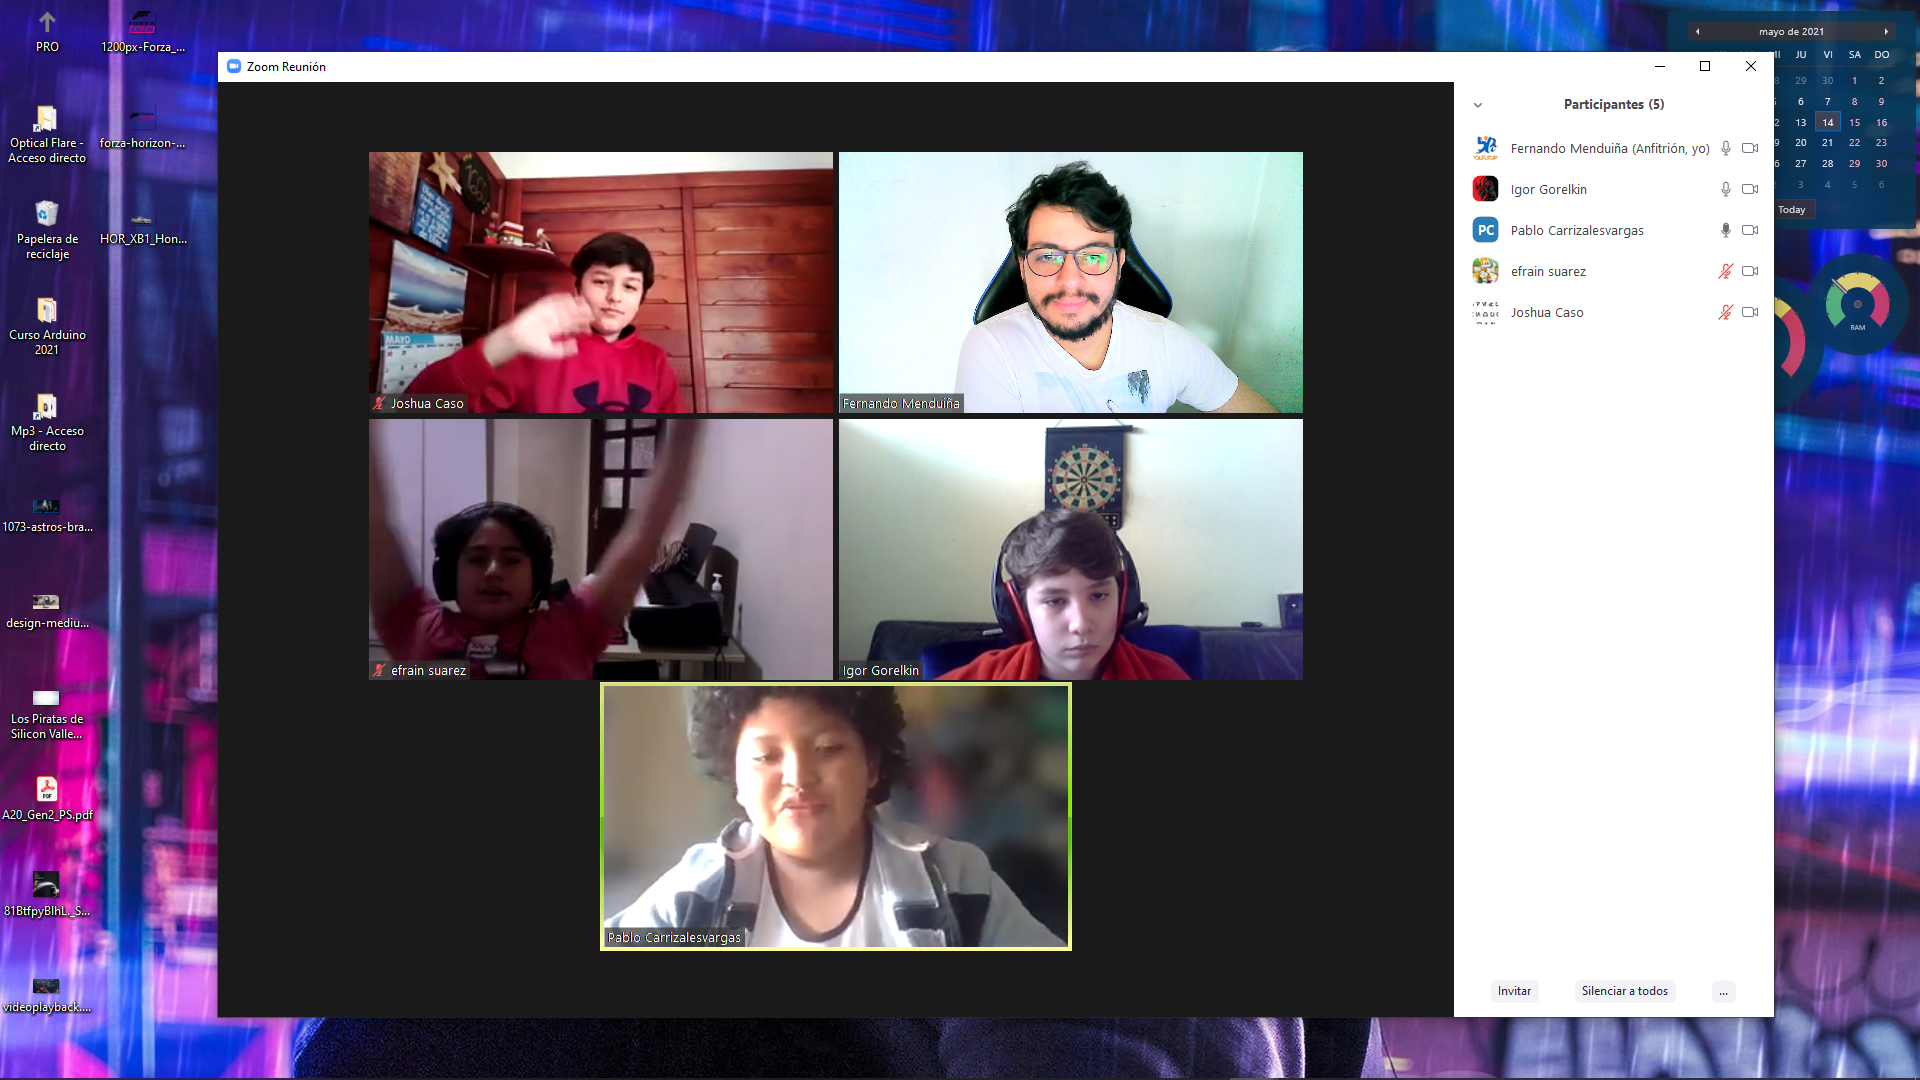 PRO
1200px-Forza_...
Optical Flare -
Acceso directo
forza-horizon-...
Papelera de
reciclaje
HOR_XB1_Hon...
Curso Arduino
2021
Mp3 - Acceso
directo
1073-astros-bra...
design-mediu...
Los Piratas de
Silicon Valle...
A20_Gen2_PS.pdf
81BtfpyBlhL._S...
videoplayback....
Zoom Reunión
MAYO
Joshua Caso
Fernando Menduiña
efrain suarez
Igor Gorelkin
Pablo Carrizalesvargas
Participantes (5)
Fernando Menduiña (Anfitrión, yo)
Igor Gorelkin
PC Pablo Carrizalesvargas
efrain suarez
Joshua Caso
Invitar Silenciar a todos ...
mayo de 2021
JU VI SA DO
29 30 1 2
6 7 8 9
13 14 15 16
20 21 22 23
27 28 29 30
3 4 5 6
Today
RAM